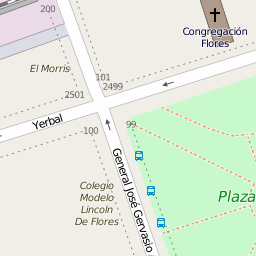 200
Congregación
Flores
El Morris
101
2499
2501
Yerbal
100
99
General José Gervasio
Colegio
Modelo
Lincoln
De Flores
Plaza